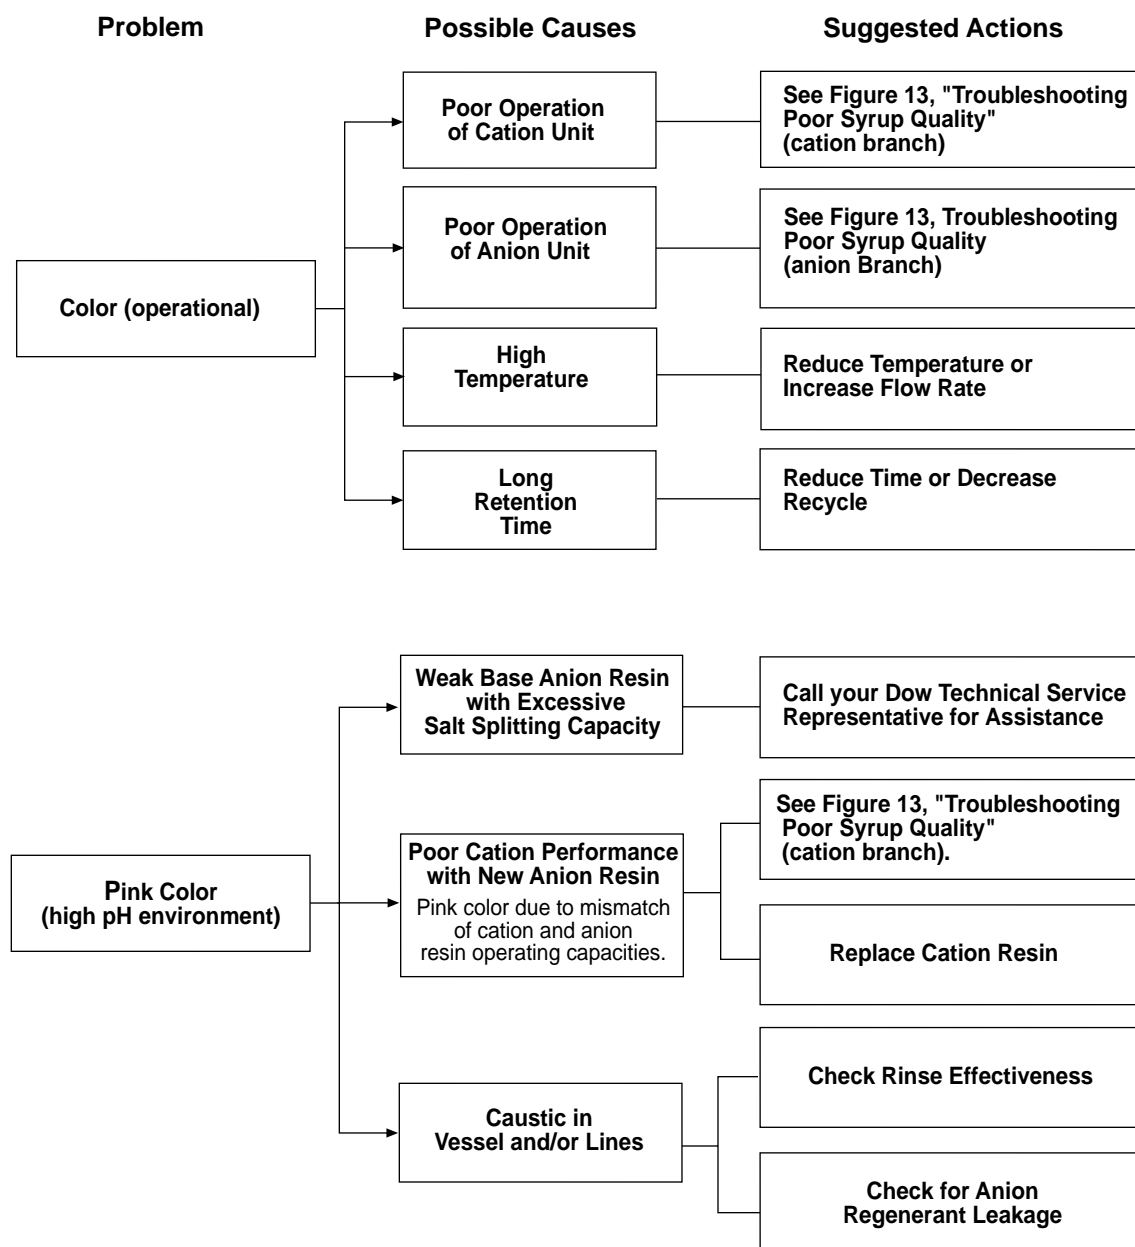 Problem
Possible Causes
Suggested Actions
Color (operational)
Poor Operation
of Cation Unit
See Figure 13, "Troubleshooting
Poor Syrup Quality"
(cation branch)
Poor Operation
of Anion Unit
See Figure 13, Troubleshooting
Poor Syrup Quality
(anion Branch)
High
Temperature
Reduce Temperature or
Increase Flow Rate
Long
Retention
Time
Reduce Time or Decrease
Recycle
Pink Color
(high pH environment)
Weak Base Anion Resin
with Excessive
Salt Splitting Capacity
Call your Dow Technical Service
Representative for Assistance
Poor Cation Performance
with New Anion Resin
Pink color due to mismatch
of cation and anion
resin operating capacities.
See Figure 13, "Troubleshooting
Poor Syrup Quality"
(cation branch).
Replace Cation Resin
Caustic in
Vessel and/or Lines
Check Rinse Effectiveness
Check for Anion
Regenerant Leakage